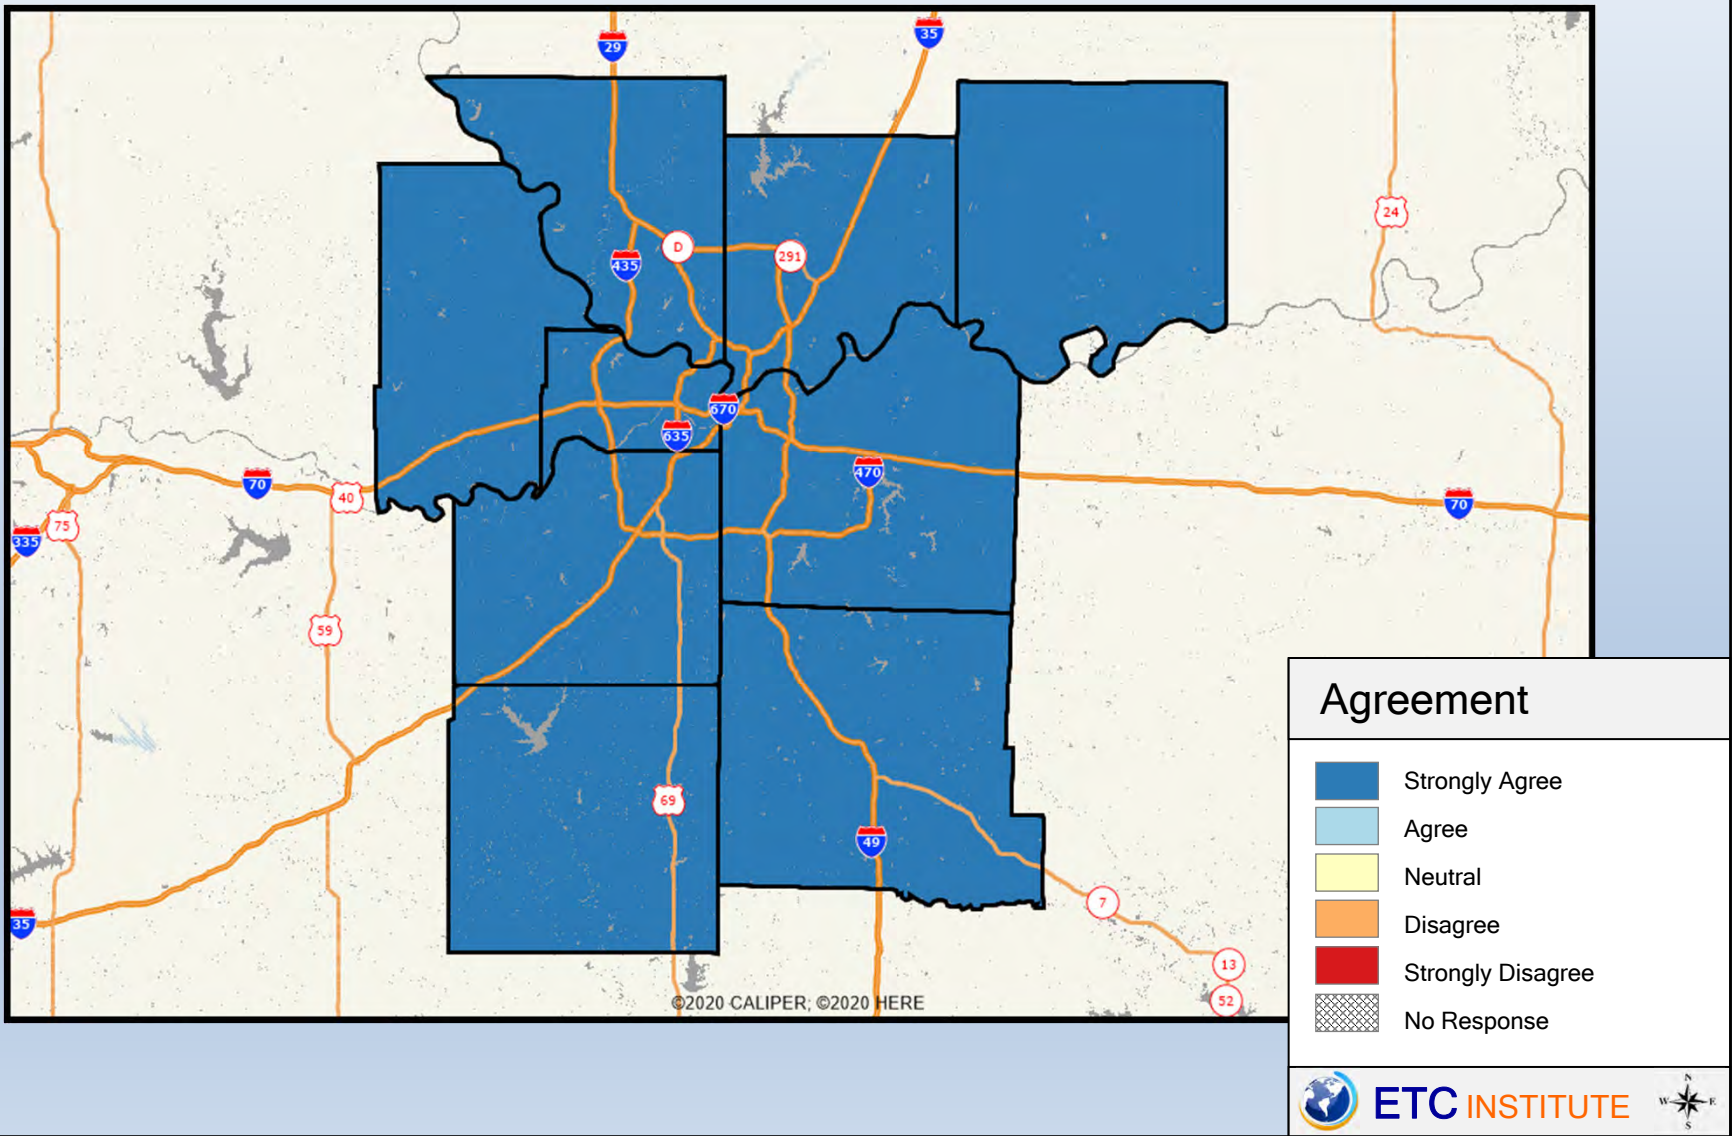 29
35
24
D
291
435
670
635
470
70
40
70
75
335
59
69
49
35
7
13
52
©2020 CALIPER; ©2020 HERE
Agreement
Strongly Agree
Agree
Neutral
Disagree
Strongly Disagree
No Response
ETC INSTITUTE
N
W E
S